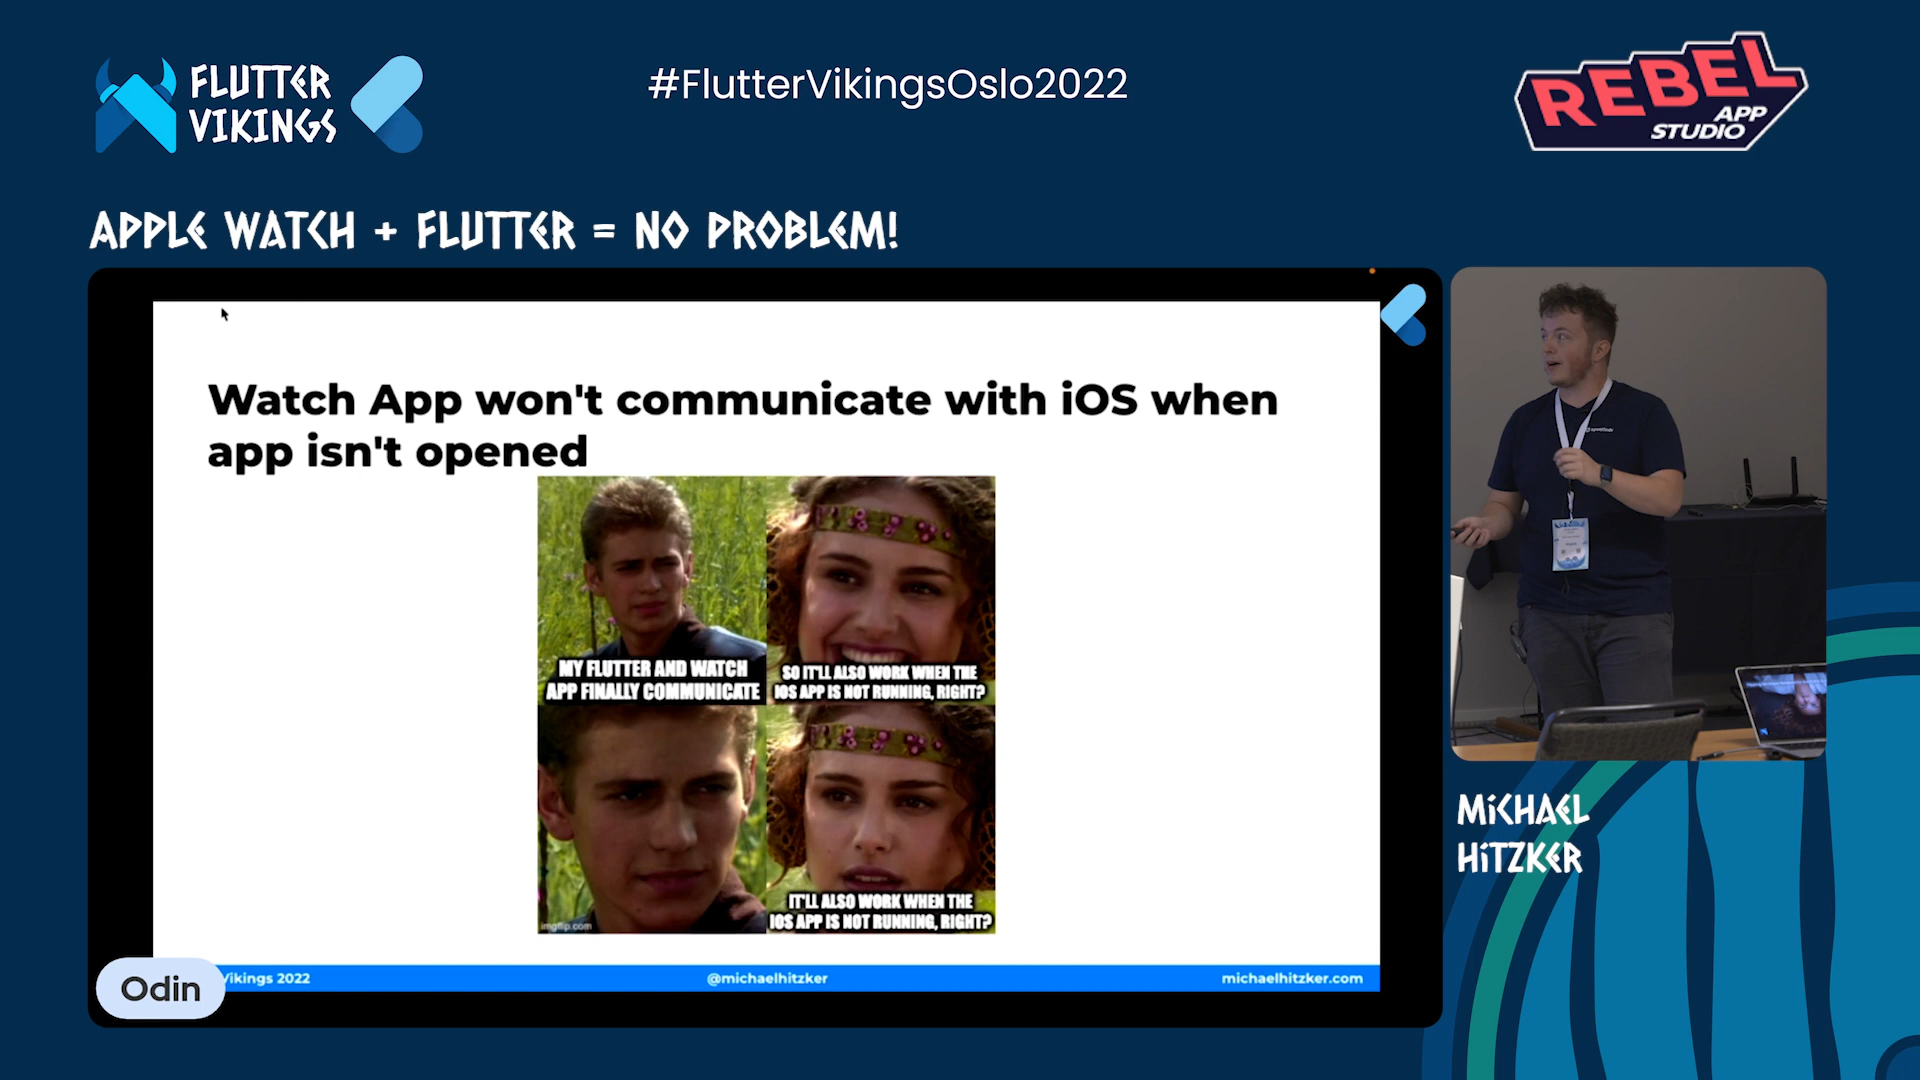 FLUTTER
VIKINGS
#FlutterVikingsOslo2022
REBEL
APP
STUDIO
APPLE WATCH + FLUTTER = NO PROBLEM!
Watch App won't communicate with iOS when
app isn't opened
MY FLUTTER AND WATCH
APP FINALLY COMMUNICATE
SO IT'LL ALSO WORK WHEN THE
IOS APP IS NOT RUNNING, RIGHT?
IT'LL ALSO WORK WHEN THE
IOS APP IS NOT RUNNING, RIGHT?
imgflip.com
Vikings 2022
@michaelhitzker
michaelhitzker.com
Odin
MiCHAEL
HiTZKER